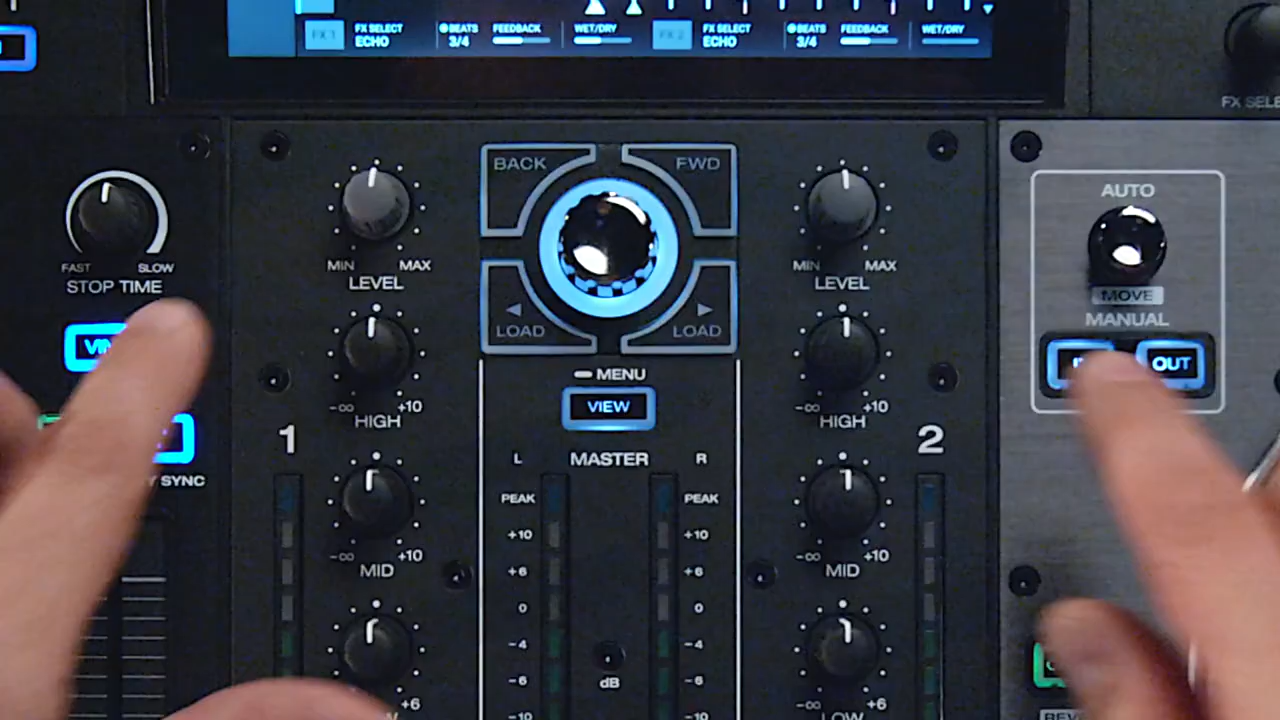 FX 1 FX SELECT BEATS FEEDBACK WET/DRY FX 2 FX SELECT BEATS FEEDBACK WET/DRY
ECHO 3/4 ECHO 3/4
FX SELE
BACK FWD
AUTO
FAST SLOW
STOP TIME
MIN MAX
LEVEL
MIN MAX
LEVEL
LOAD LOAD
MOVE
MANUAL
VIN
OUT
MENU
VIEW
-∞ +10
HIGH
-∞ +10
HIGH
1
2
L MASTER R
Y SYNC
PEAK PEAK
+10 +10
-∞ +10
MID
-∞ +10
MID
+6 +6
0 0
-4 -4
-6 -6
dB
+6
+6
-10 -10
LOW